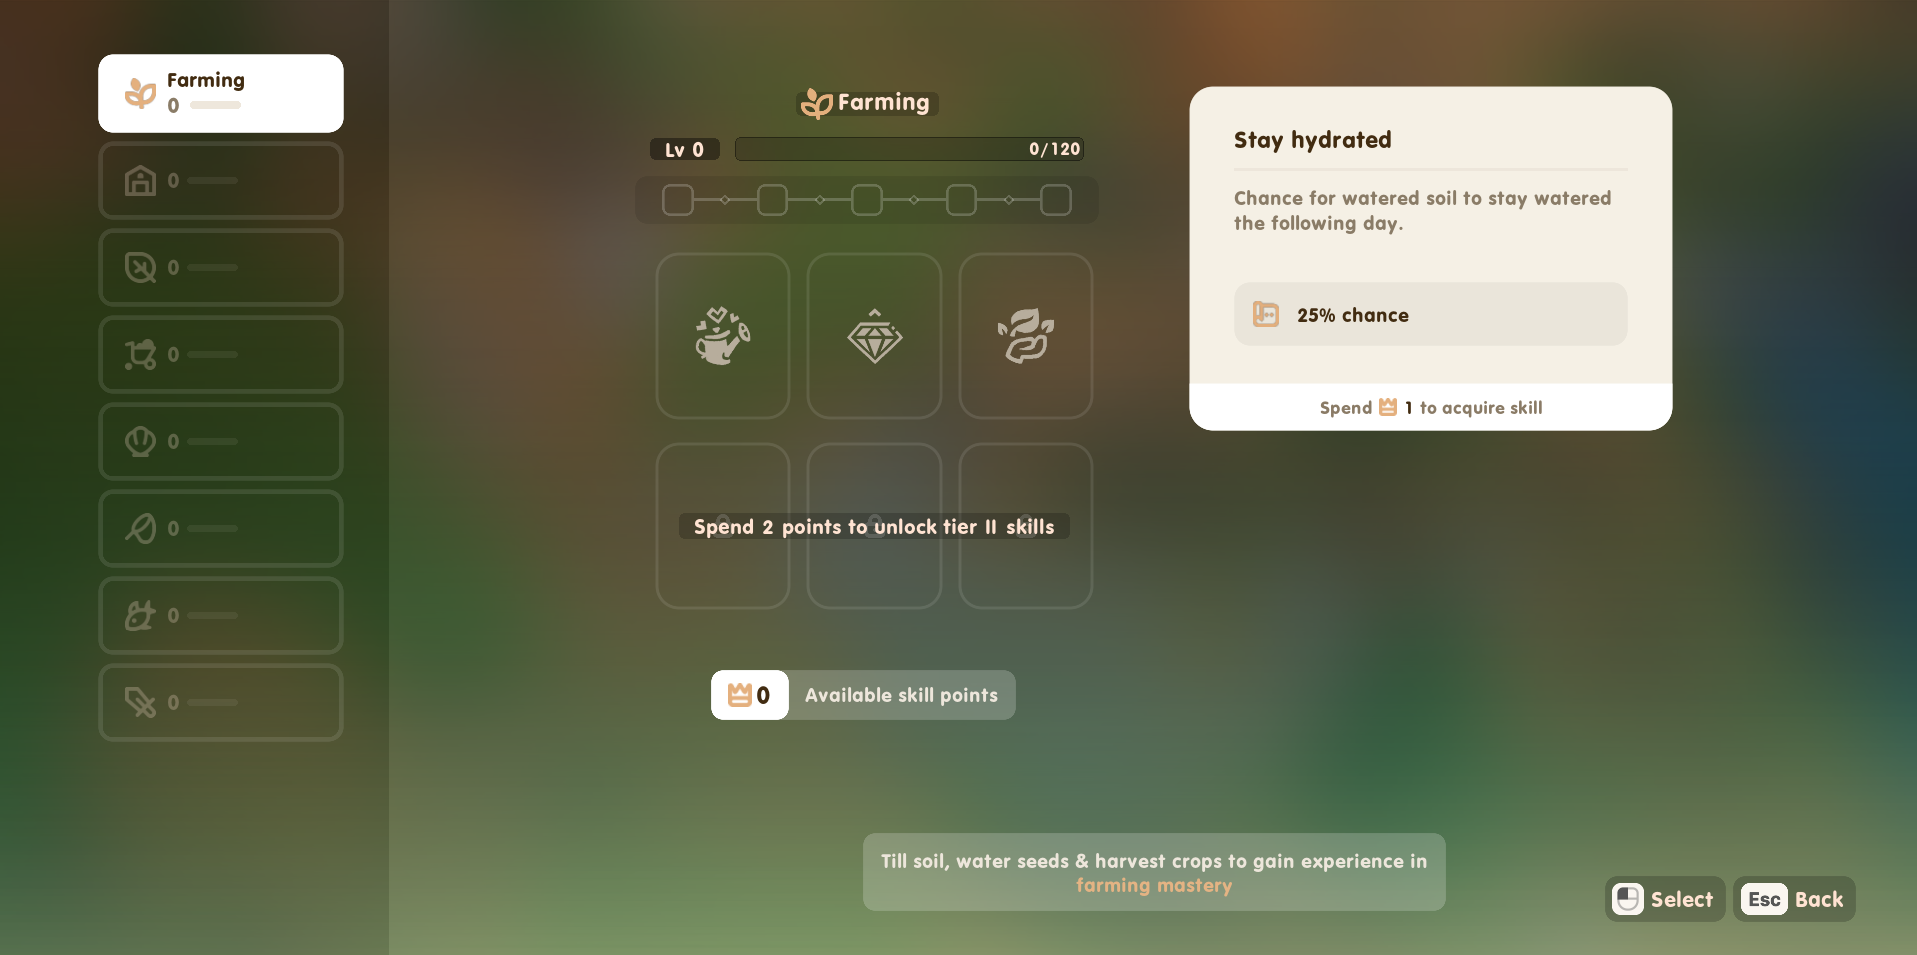 Farming
0
0
0
0
0
0
0
0
Farming
Lv 0
0/120
Spend 2 points to unlock tier II skills
0 Available skill points
Stay hydrated
Chance for watered soil to stay watered
the following day.
25% chance
Spend 1 to acquire skill
Till soil, water seeds & harvest crops to gain experience in
farming mastery
Select
Esc Back